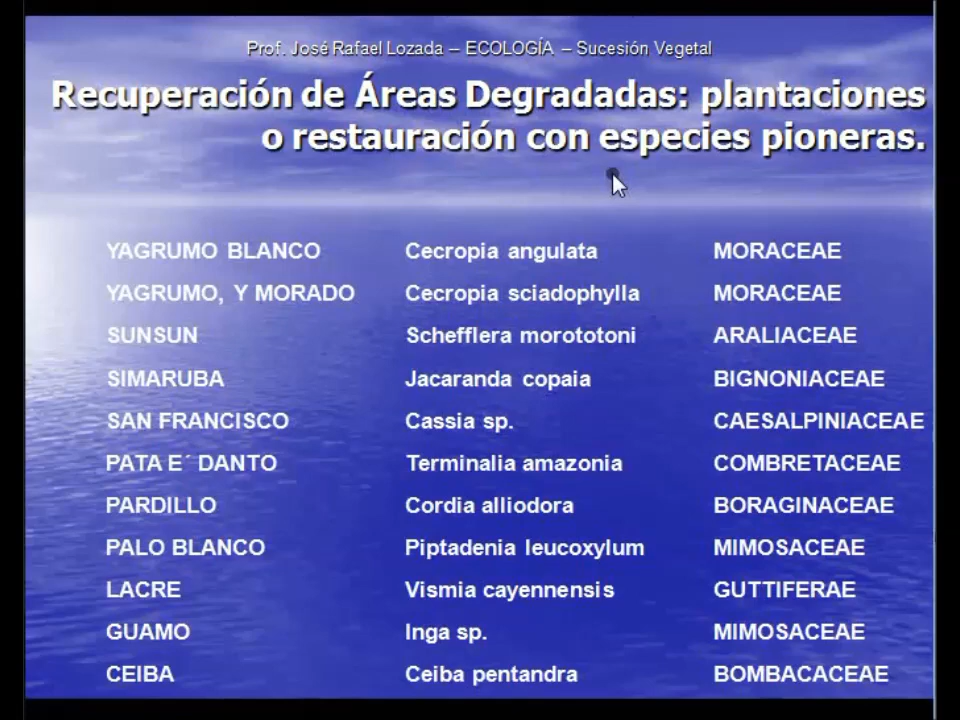 Prof. José Rafael Lozada – ECOLOGÍA – Sucesión Vegetal
Recuperación de Áreas Degradadas: plantaciones
o restauración con especies pioneras.
YAGRUMO BLANCO Cecropia angulata MORACEAE
YAGRUMO, Y MORADO Cecropia sciadophylla MORACEAE
SUNSUN Schefflera morototoni ARALIACEAE
SIMARUBA Jacaranda copaia BIGNONIACEAE
SAN FRANCISCO Cassia sp. CAESALPINIACEAE
PATA E´ DANTO Terminalia amazonia COMBRETACEAE
PARDILLO Cordia alliodora BORAGINACEAE
PALO BLANCO Piptadenia leucoxylum MIMOSACEAE
LACRE Vismia cayennensis GUTTIFERAE
GUAMO Inga sp. MIMOSACEAE
CEIBA Ceiba pentandra BOMBACACEAE